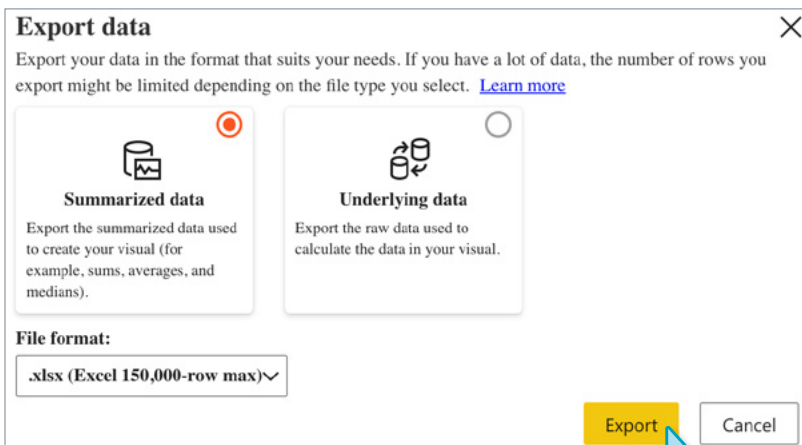 Export data
Export your data in the format that suits your needs. If you have a lot of data, the number of rows you
export might be limited depending on the file type you select. Learn more
Summarized data
Export the summarized data used
to create your visual (for
example, sums, averages, and
medians).
Underlying data
Export the raw data used to
calculate the data in your visual.
File format:
.xlsx (Excel 150,000-row max)
Export
Cancel